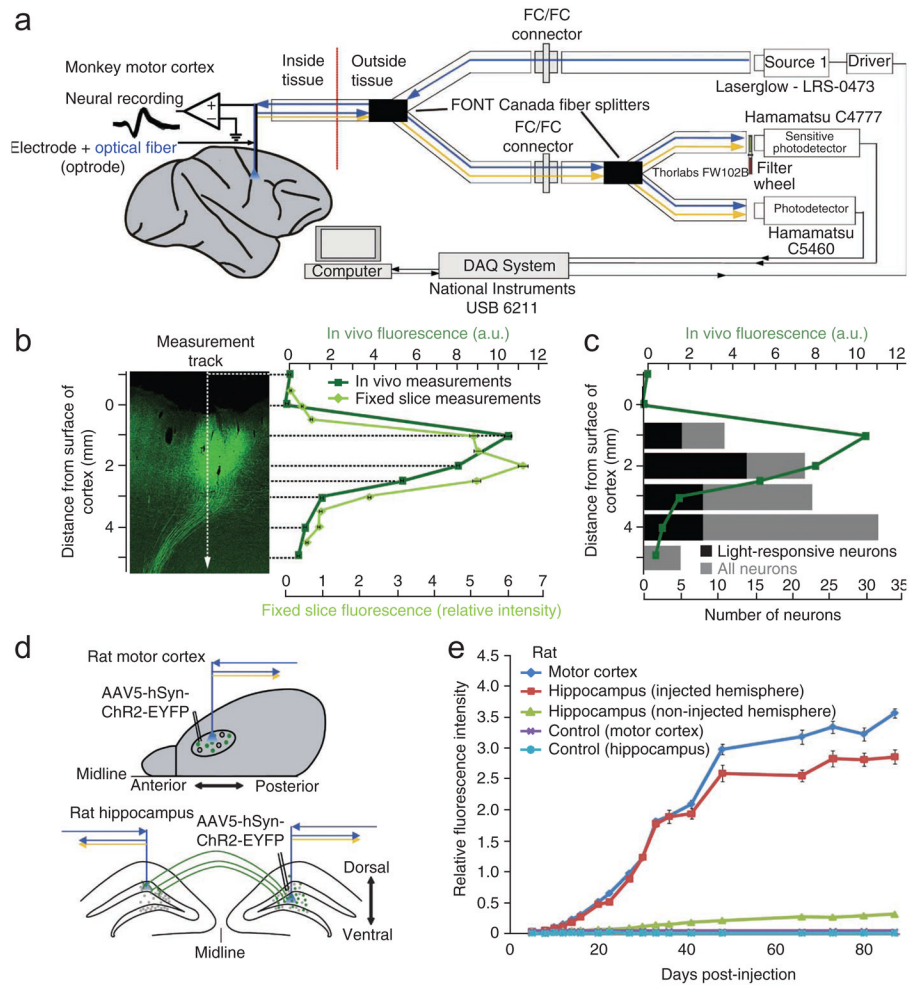 a
Monkey motor cortex
Neural recording
Electrode + optical fiber
(optrode)
Inside
tissue
Outside
tissue
FC/FC
connector
FONT Canada fiber splitters
FC/FC
connector
Source 1
Driver
Laserglow - LRS-0473
Hamamatsu C4777
Sensitive
photodetector
Thorlabs FW102B
Filter
wheel
Photodetector
Hamamatsu
C5460
Computer
DAQ System
National Instruments
USB 6211
b
Measurement
track
In vivo fluorescence (a.u.)
0 2 4 6 8 10 12
In vivo measurements
Fixed slice measurements
Distance from surface of
cortex (mm)
0
2
4
0 1 2 3 4 5 6 7
Fixed slice fluorescence (relative intensity)
c
In vivo fluorescence (a.u.)
0 2 4 6 8 10 12
Distance from surface of
cortex (mm)
0
2
4
Light-responsive neurons
All neurons
0 5 10 15 20 25 30 35
Number of neurons
d
Rat motor cortex
AAV5-hSyn-
ChR2-EYFP
Midline
Anterior
Posterior
Rat hippocampus
AAV5-hSyn-
ChR2-EYFP
Dorsal
Ventral
Midline
e
Rat
Motor cortex
Hippocampus (injected hemisphere)
Hippocampus (non-injected hemisphere)
Control (motor cortex)
Control (hippocampus)
Relative fluorescence intensity
4.5
4.0
3.5
3.0
2.5
2.0
1.5
1.0
0.5
0
0 20 40 60 80
Days post-injection